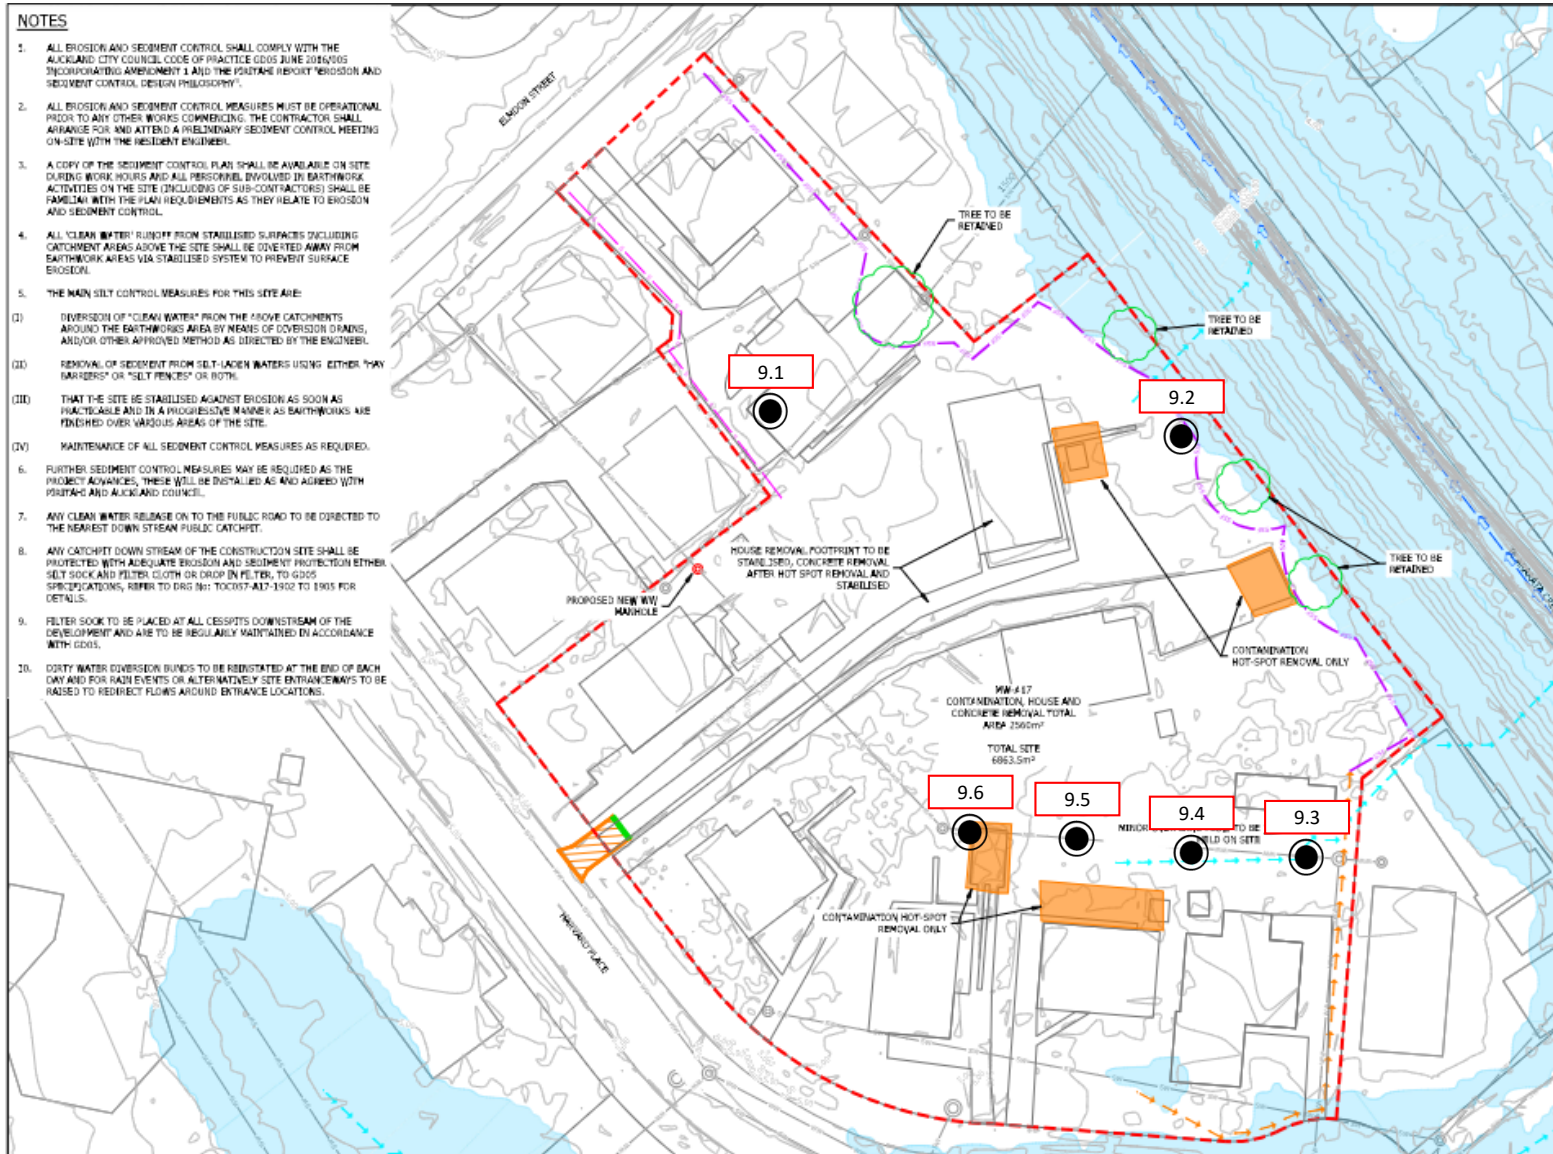 NOTES
1. ALL EROSION AND SEDIMENT CONTROL SHALL COMPLY WITH THE
AUCKLAND CITY COUNCIL CODE OF PRACTICE GD05 JUNE 2016/005
INCORPORATING AMENDMENT 1 AND THE PIRITAHI REPORT "EROSION AND
SEDIMENT CONTROL DESIGN PHILOSOPHY".
2. ALL EROSION AND SEDIMENT CONTROL MEASURES MUST BE OPERATIONAL
PRIOR TO ANY OTHER WORKS COMMENCING. THE CONTRACTOR SHALL
ARRANGE FOR AND ATTEND A PRELIMINARY SEDIMENT CONTROL MEETING
ON-SITE WITH THE RESIDENT ENGINEER.
3. A COPY OF THE SEDIMENT CONTROL PLAN SHALL BE AVAILABLE ON SITE
DURING WORK HOURS AND ALL PERSONNEL INVOLVED IN EARTHWORK
ACTIVITIES ON THE SITE (INCLUDING OF SUB-CONTRACTORS) SHALL BE
FAMILIAR WITH THE PLAN REQUIREMENTS AS THEY RELATE TO EROSION
AND SEDIMENT CONTROL.
4. ALL 'CLEAN WATER' RUNOFF FROM STABILISED SURFACES INCLUDING
CATCHMENT AREAS ABOVE THE SITE SHALL BE DIVERTED AWAY FROM
EARTHWORK AREAS VIA STABILISED SYSTEM TO PREVENT SURFACE
EROSION.
5. THE MAIN SILT CONTROL MEASURES FOR THIS SITE ARE:
(I) DIVERSION OF "CLEAN WATER" FROM THE ABOVE CATCHMENTS
AROUND THE EARTHWORKS AREA BY MEANS OF DIVERSION DRAINS,
AND/OR OTHER APPROVED METHOD AS DIRECTED BY THE ENGINEER.
(II) REMOVAL OF SEDIMENT FROM SILT-LADEN WATERS USING EITHER "HAY
BARRIERS" OR "SILT FENCES" OR BOTH.
(III) THAT THE SITE BE STABILISED AGAINST EROSION AS SOON AS
PRACTICABLE AND IN A PROGRESSIVE MANNER AS EARTHWORKS ARE
FINISHED OVER VARIOUS AREAS OF THE SITE.
(IV) MAINTENANCE OF ALL SEDIMENT CONTROL MEASURES AS REQUIRED.
6. FURTHER SEDIMENT CONTROL MEASURES MAY BE REQUIRED AS THE
PROJECT ADVANCES, THESE WILL BE INSTALLED AS AND AGREED WITH
PIRITAHI AND AUCKLAND COUNCIL.
7. ANY CLEAN WATER RELEASE ON TO THE PUBLIC ROAD TO BE DIRECTED TO
THE NEAREST DOWN STREAM PUBLIC CATCHPIT.
8. ANY CATCHPIT DOWN STREAM OF THE CONSTRUCTION SITE SHALL BE
PROTECTED WITH ADEQUATE EROSION AND SEDIMENT PROTECTION EITHER
SILT SOCK AND FILTER CLOTH OR DROP IN FILTER, TO GD05
SPECIFICATIONS, REFER TO DRG No: TOC057-A17-1902 TO 1905 FOR
DETAILS.
9. FILTER SOCK TO BE PLACED AT ALL CESSPITS DOWNSTREAM OF THE
DEVELOPMENT AND ARE TO BE REGULARLY MAINTAINED IN ACCORDANCE
WITH GD05.
10. DIRTY WATER DIVERSION BUNDS TO BE REINSTATED AT THE END OF EACH
DAY AND FOR RAIN EVENTS OR ALTERNATIVELY SITE ENTRANCEWAYS TO BE
RAISED TO REDIRECT FLOWS AROUND ENTRANCE LOCATIONS.
ELMDON STREET
TREE TO BE
RETAINED
TREE TO BE
RETAINED
9.1
9.2
HOUSE REMOVAL FOOTPRINT TO BE
STABILISED, CONCRETE REMOVAL
AFTER HOT SPOT REMOVAL AND
STABILISED
TREE TO BE
RETAINED
PROPOSED NEW WW
MANHOLE
CONTAMINATION
HOT-SPOT REMOVAL ONLY
MW-A17
CONTAMINATION, HOUSE AND
CONCRETE REMOVAL TOTAL
AREA 2560m²
TOTAL SITE
6863.5m²
9.6
9.5
9.4
9.3
MINOR TO BE
ON SITE
CONTAMINATION HOT-SPOT
REMOVAL ONLY
HARVARD PLACE